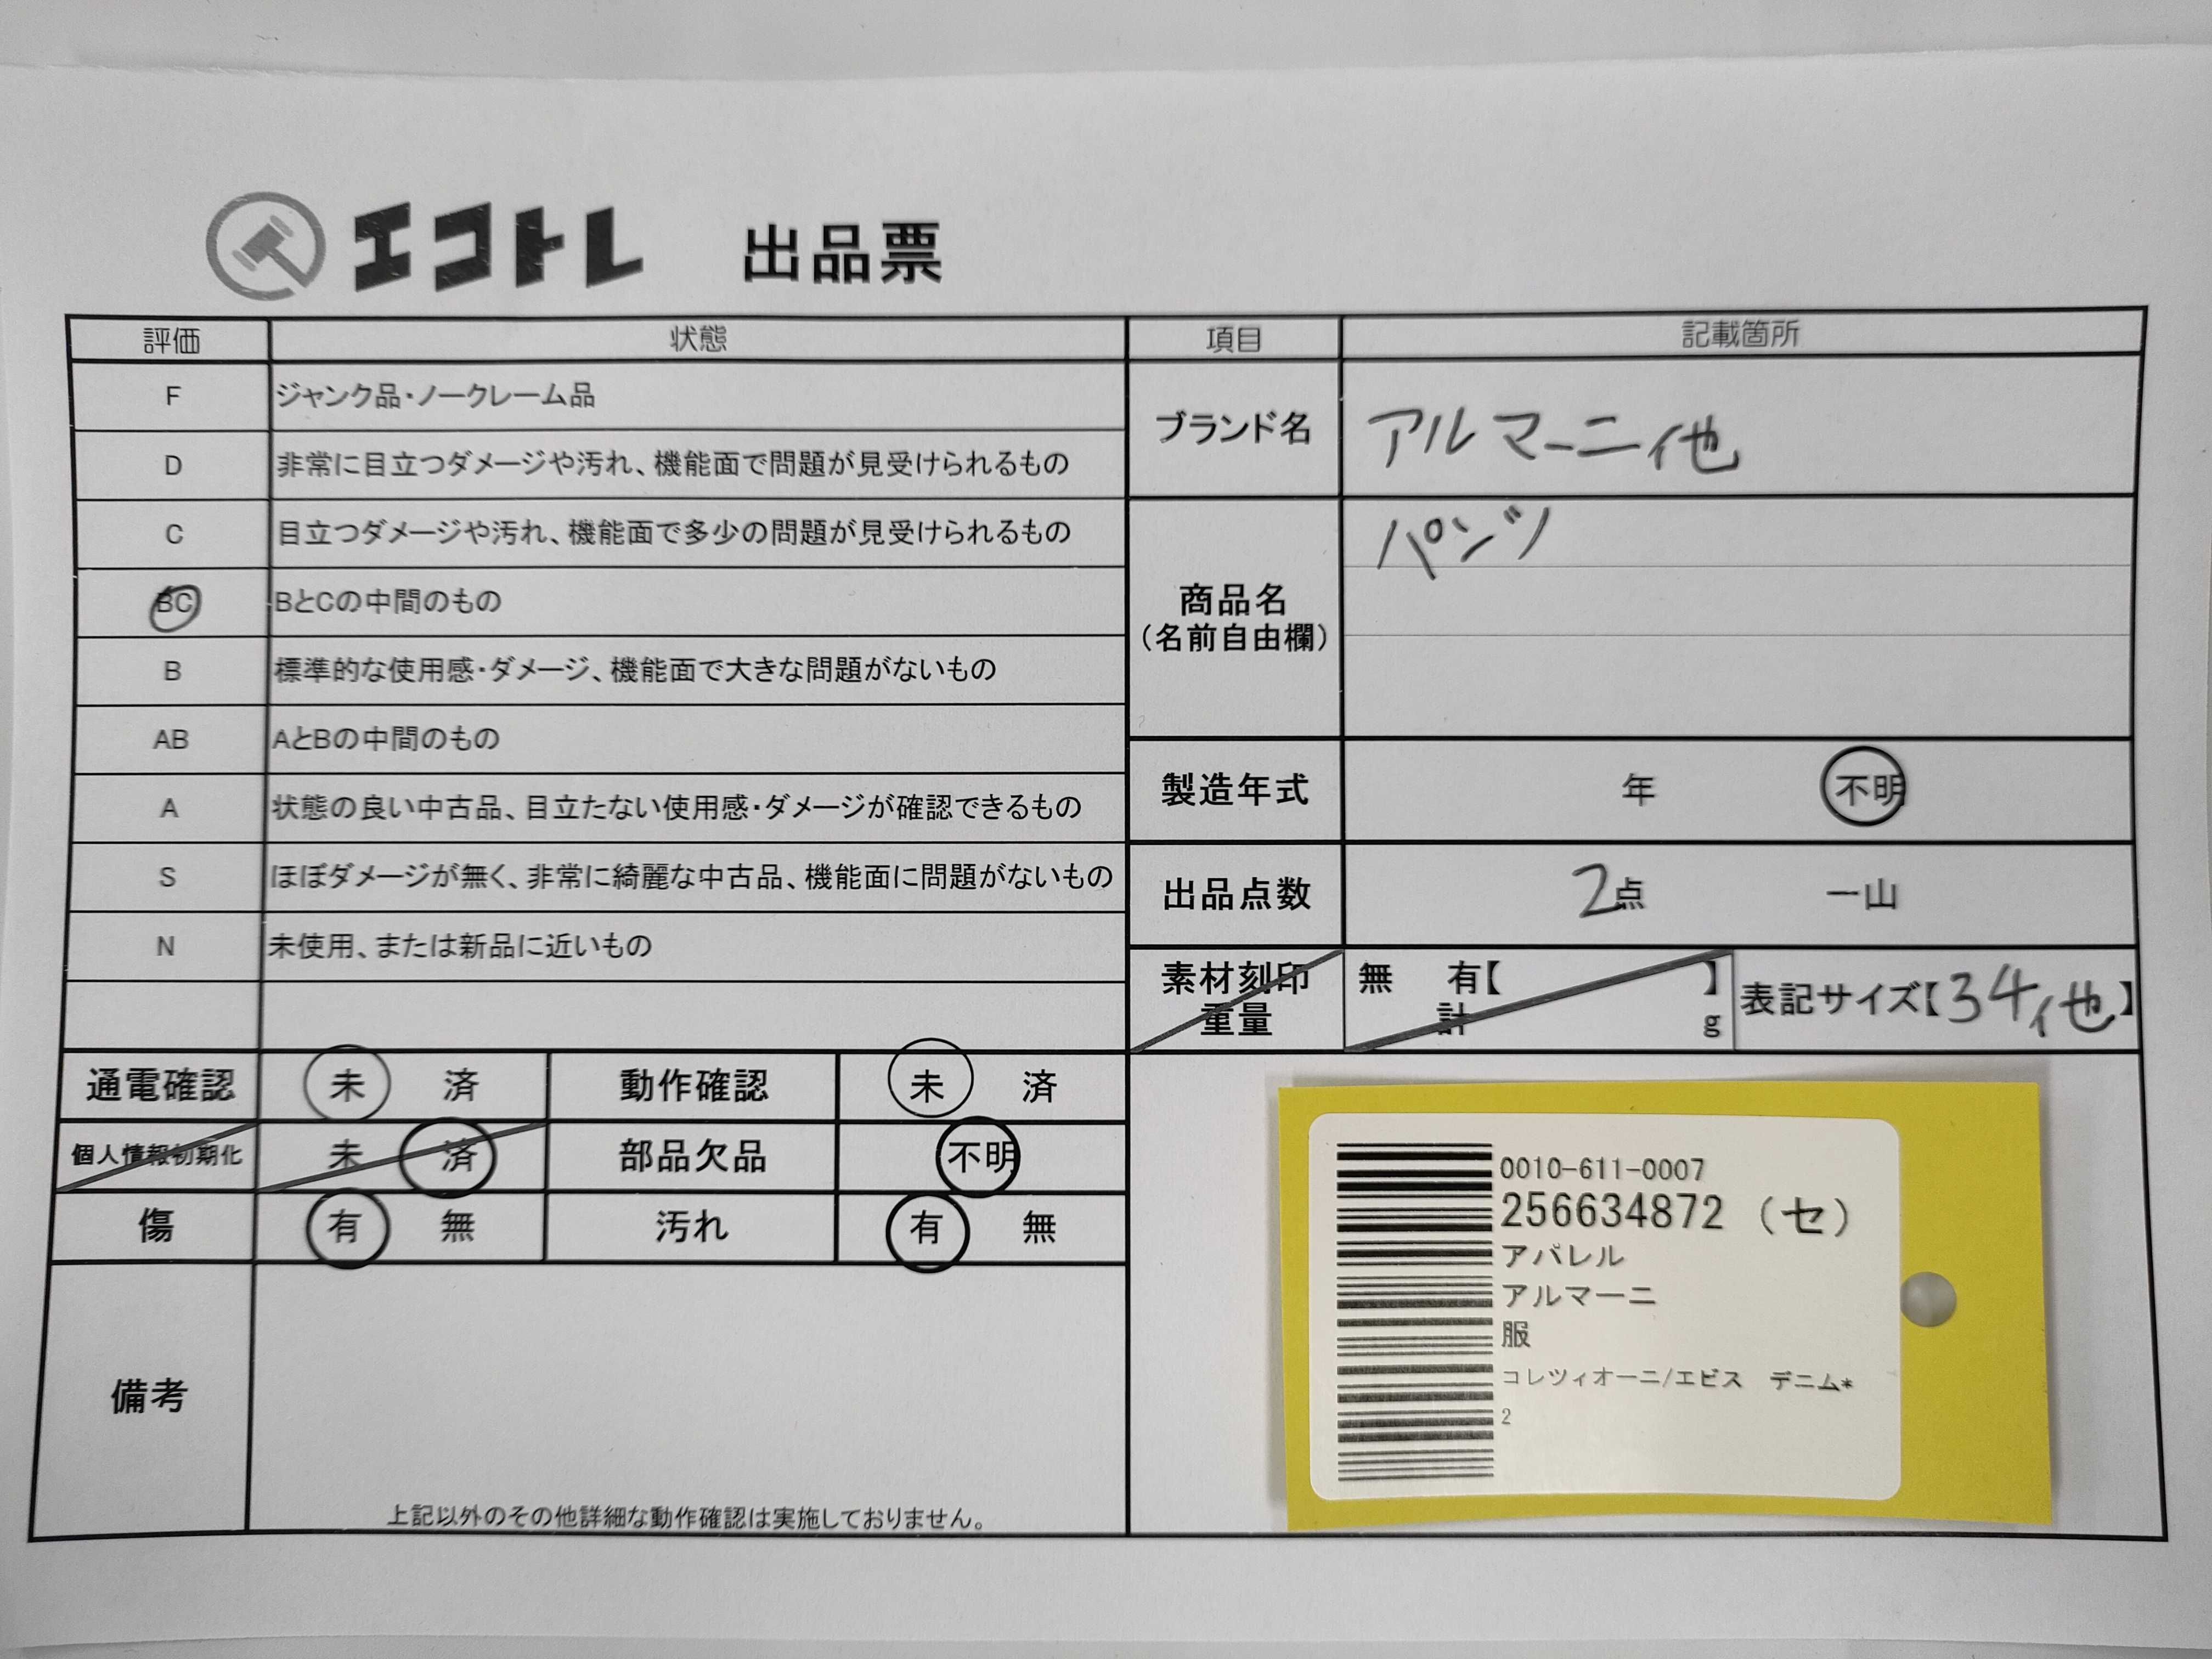 エコトレ 出品票
評価 状態 項目 記載箇所
F ジャンク品・ノークレーム品
D 非常に目立つダメージや汚れ、機能面で問題が見受けられるもの
ブランド名 アルマーニ他
C 目立つダメージや汚れ、機能面で多少の問題が見受けられるもの
BC BとCの中間のもの
商品名
(名前自由欄)
パンツ
B 標準的な使用感・ダメージ、機能面で大きな問題がないもの
AB AとBの中間のもの
製造年式 年 不明
A 状態の良い中古品、目立たない使用感・ダメージが確認できるもの
S ほぼダメージが無く、非常に綺麗な中古品、機能面に問題がないもの
出品点数 2点 一山
N 未使用、または新品に近いもの
素材刻印 無 有【 】
重量 計 g
表記サイズ【34他】
通電確認 未 済 動作確認 未 済
個人情報初期化 未 済 部品欠品 不明
傷 有 無 汚れ 有 無
備考
上記以外のその他詳細な動作確認は実施しておりません。
0010-611-0007
256634872 (セ)
アパレル
アルマーニ
服
コレツィオーニ/エビス デニム*
2